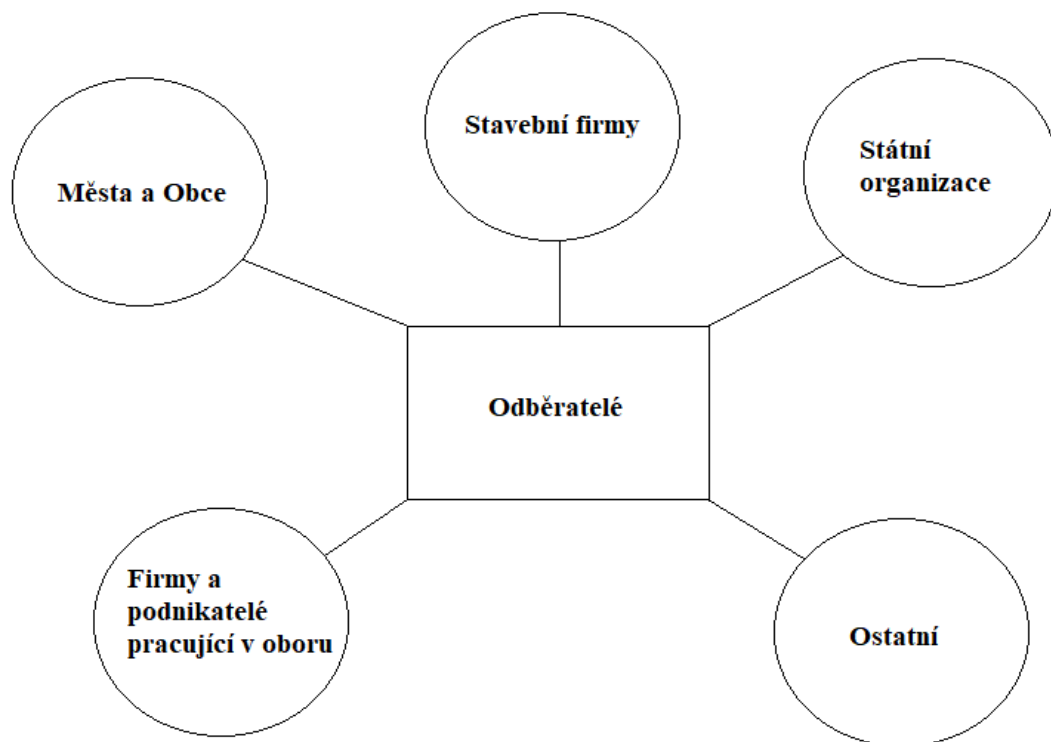 Stavební firmy
Státní
organizace
Města a Obce
Odběratelé
Firmy a
podnikatelé
pracující v oboru
Ostatní